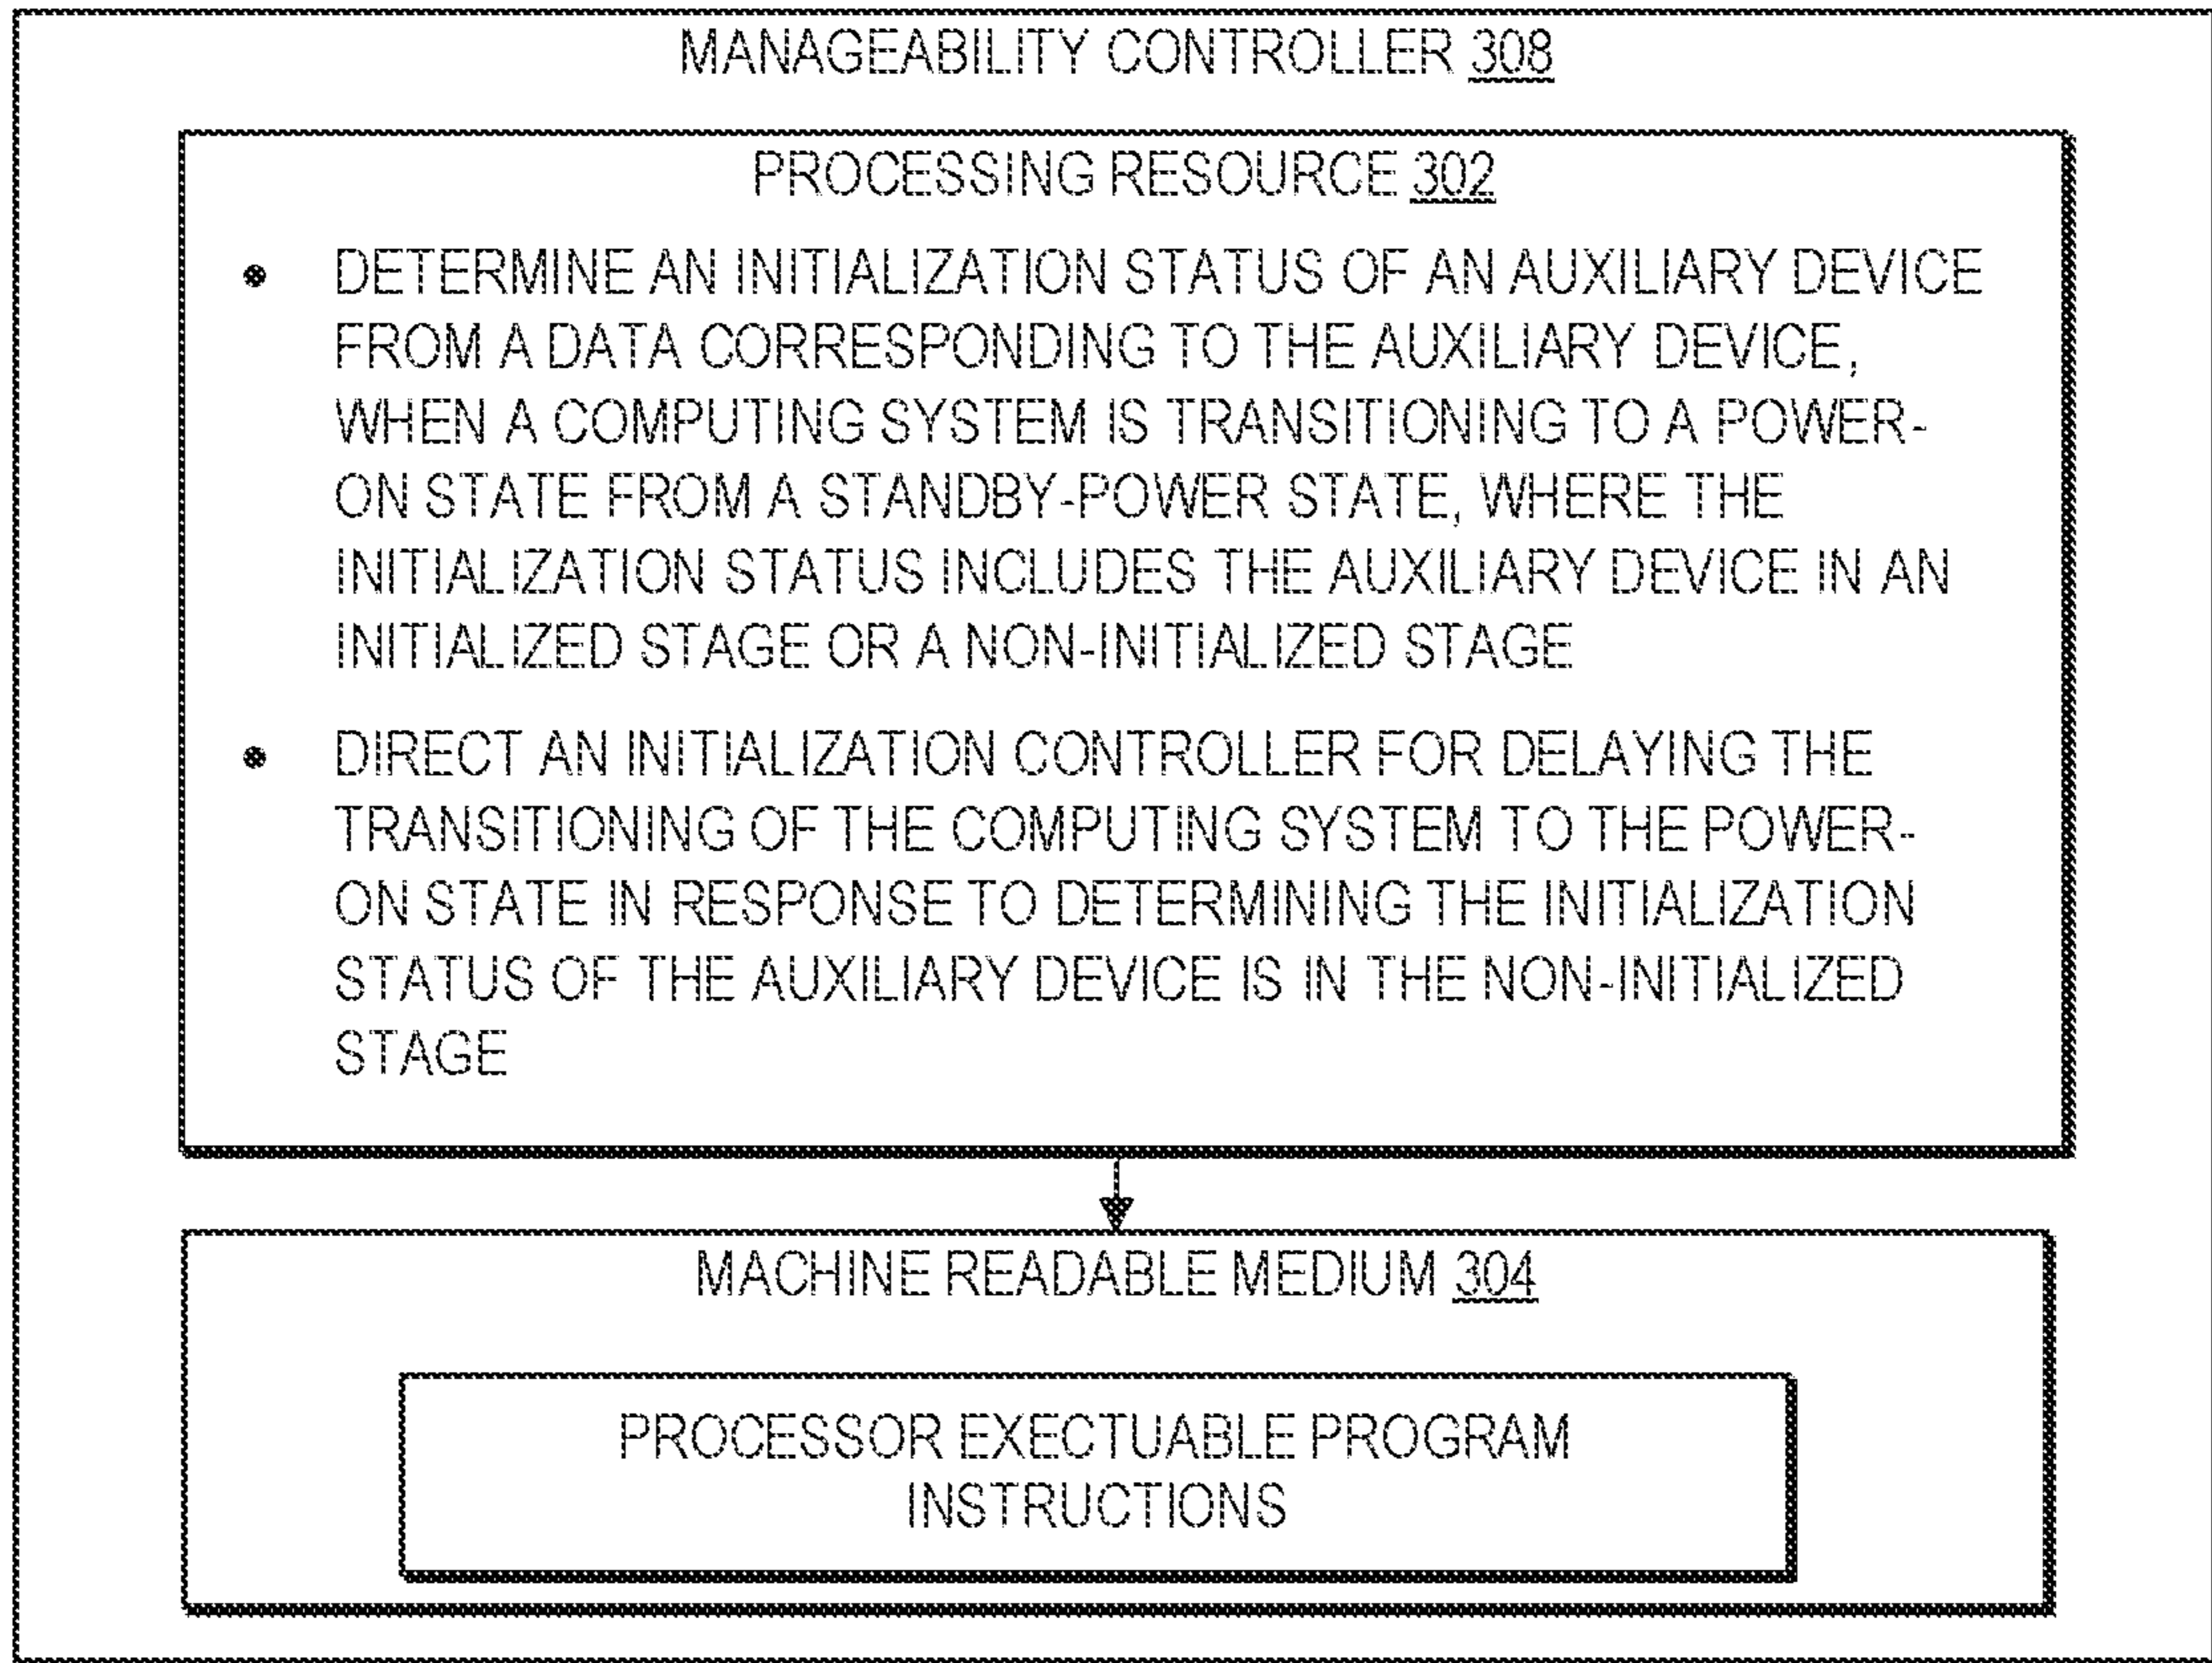 MANAGEABILITY CONTROLLER 308
PROCESSING RESOURCE 302
• DETERMINE AN INITIALIZATION STATUS OF AN AUXILIARY DEVICE
FROM A DATA CORRESPONDING TO THE AUXILIARY DEVICE,
WHEN A COMPUTING SYSTEM IS TRANSITIONING TO A POWER-
ON STATE FROM A STANDBY-POWER STATE, WHERE THE
INITIALIZATION STATUS INCLUDES THE AUXILIARY DEVICE IN AN
INITIALIZED STAGE OR A NON-INITIALIZED STAGE
• DIRECT AN INITIALIZATION CONTROLLER FOR DELAYING THE
TRANSITIONING OF THE COMPUTING SYSTEM TO THE POWER-
ON STATE IN RESPONSE TO DETERMINING THE INITIALIZATION
STATUS OF THE AUXILIARY DEVICE IS IN THE NON-INITIALIZED
STAGE
MACHINE READABLE MEDIUM 304
PROCESSOR EXECTUABLE PROGRAM
INSTRUCTIONS